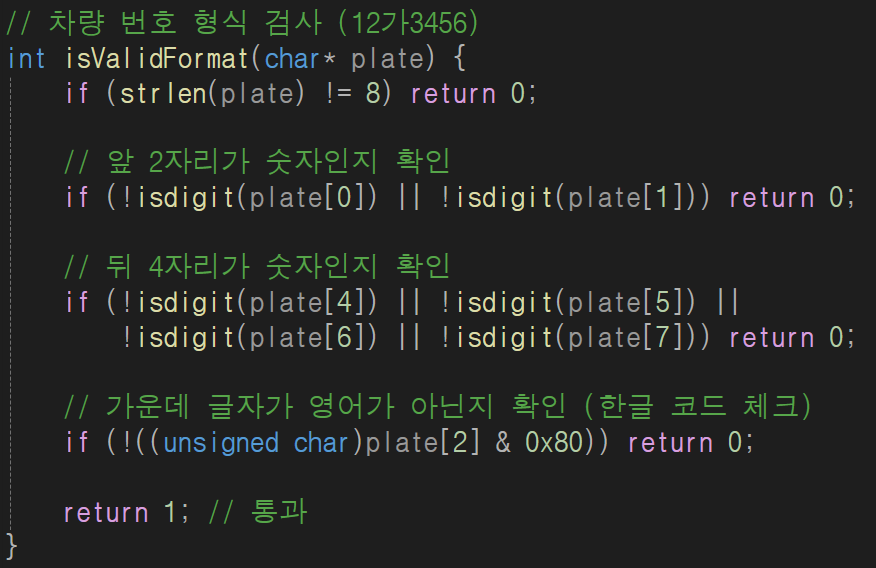 // 차량 번호 형식 검사 (12가3456)
int isValidFormat(char* plate) {
    if (strlen(plate) != 8) return 0;

    // 앞 2자리가 숫자인지 확인
    if (!isdigit(plate[0]) || !isdigit(plate[1])) return 0;

    // 뒤 4자리가 숫자인지 확인
    if (!isdigit(plate[4]) || !isdigit(plate[5]) ||
        !isdigit(plate[6]) || !isdigit(plate[7])) return 0;

    // 가운데 글자가 영어가 아닌지 확인 (한글 코드 체크)
    if (!((unsigned char)plate[2] & 0x80)) return 0;

    return 1; // 통과
}